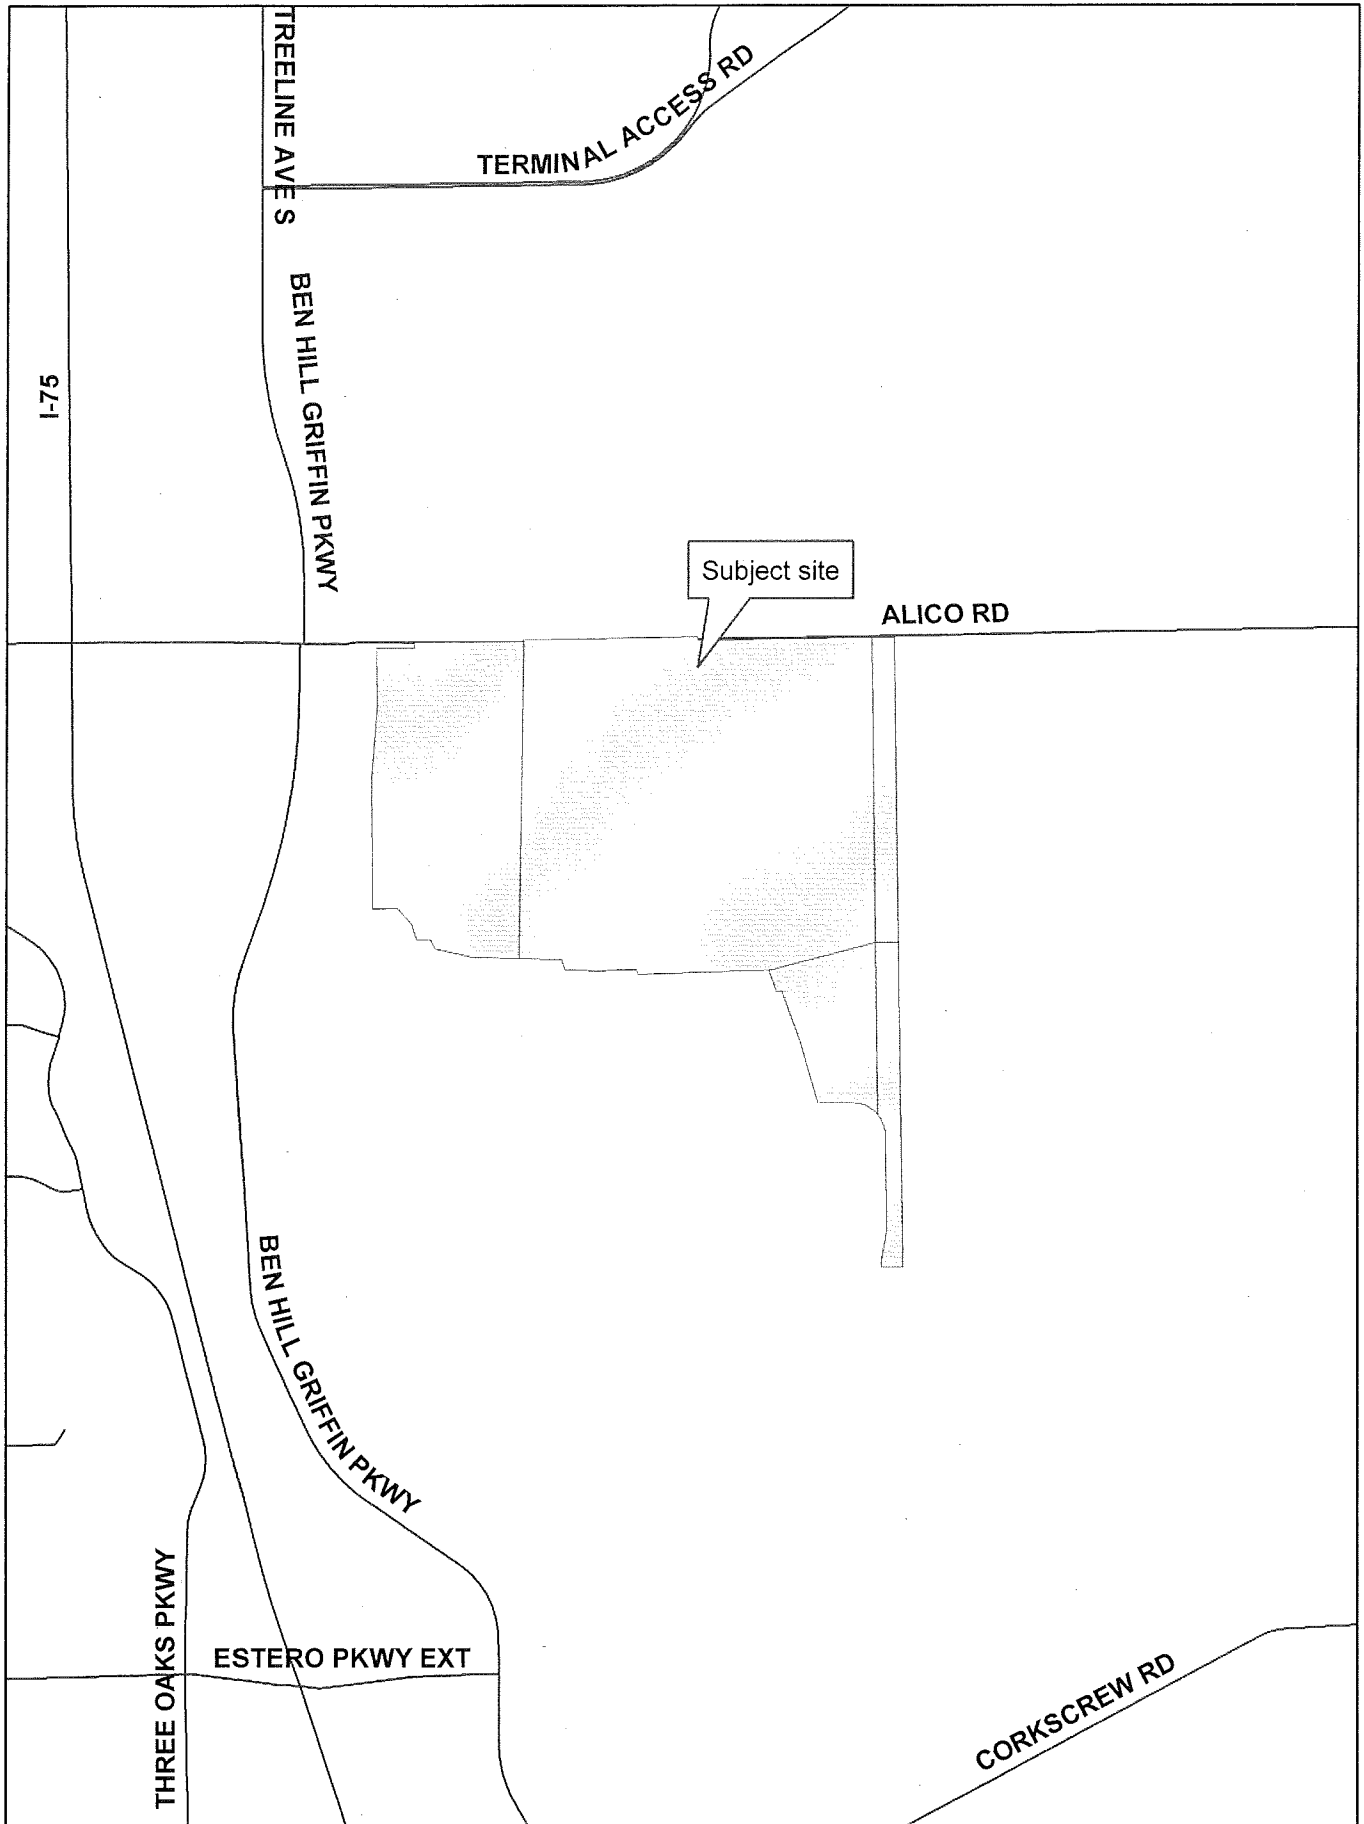 TREELINE AVE S
TERMINAL ACCESS RD
BEN HILL GRIFFIN PKWY
I-75
Subject site
ALICO RD
BEN HILL GRIFFIN PKWY
THREE OAKS PKWY
ESTERO PKWY EXT
CORKSCREW RD